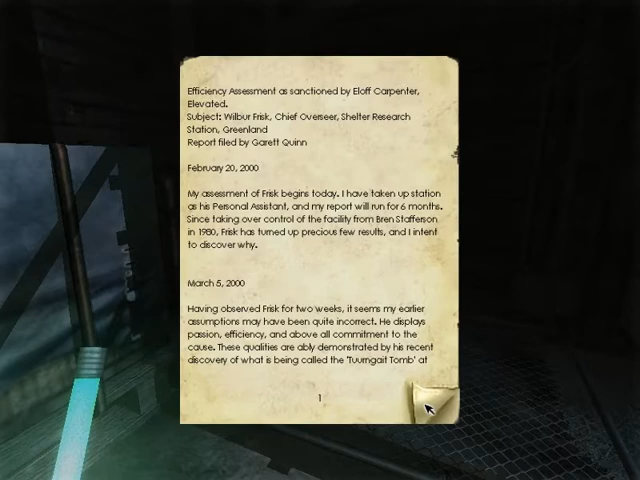 Efficiency Assessment as sanctioned by Eloff Carpenter,
Elevated.
Subject: Wilbur Frisk, Chief Overseer, Shelter Research
Station, Greenland
Report filed by Garett Quinn
February 20, 2000
My assessment of Frisk begins today. I have taken up station
as his Personal Assistant, and my report will run for 6 months.
Since taking over control of the facility from Bren Stafferson
in 1980, Frisk has turned up precious few results, and I intent
to discover why.
March 5, 2000
Having observed Frisk for two weeks, it seems my earlier
assumptions may have been quite incorrect. He displays
passion, efficiency, and above all commitment to the
cause. These qualities are ably demonstrated by his recent
discovery of what is being called the 'Tuurngait Tomb' at
1